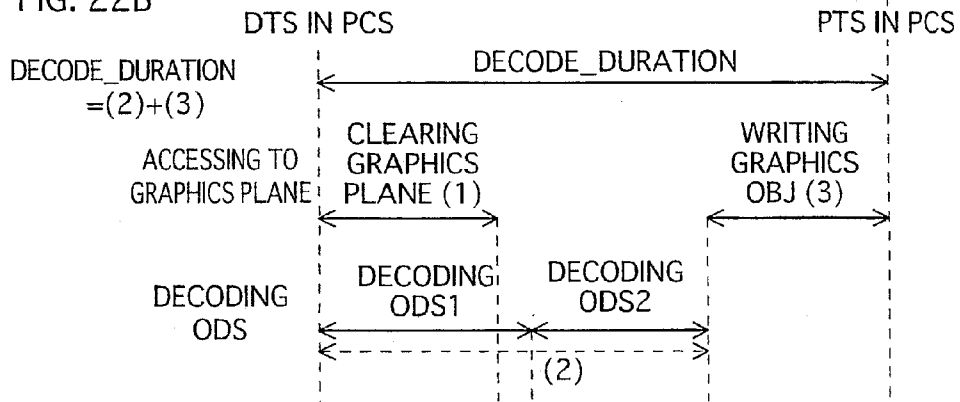 FIG. 22B
DTS IN PCS
PTS IN PCS
DECODE_DURATION
=(2)+(3)
DECODE_DURATION
ACCESSING TO
GRAPHICS PLANE
CLEARING
GRAPHICS
PLANE (1)
WRITING
GRAPHICS
OBJ (3)
DECODING
ODS
DECODING
ODS1
DECODING
ODS2
(2)